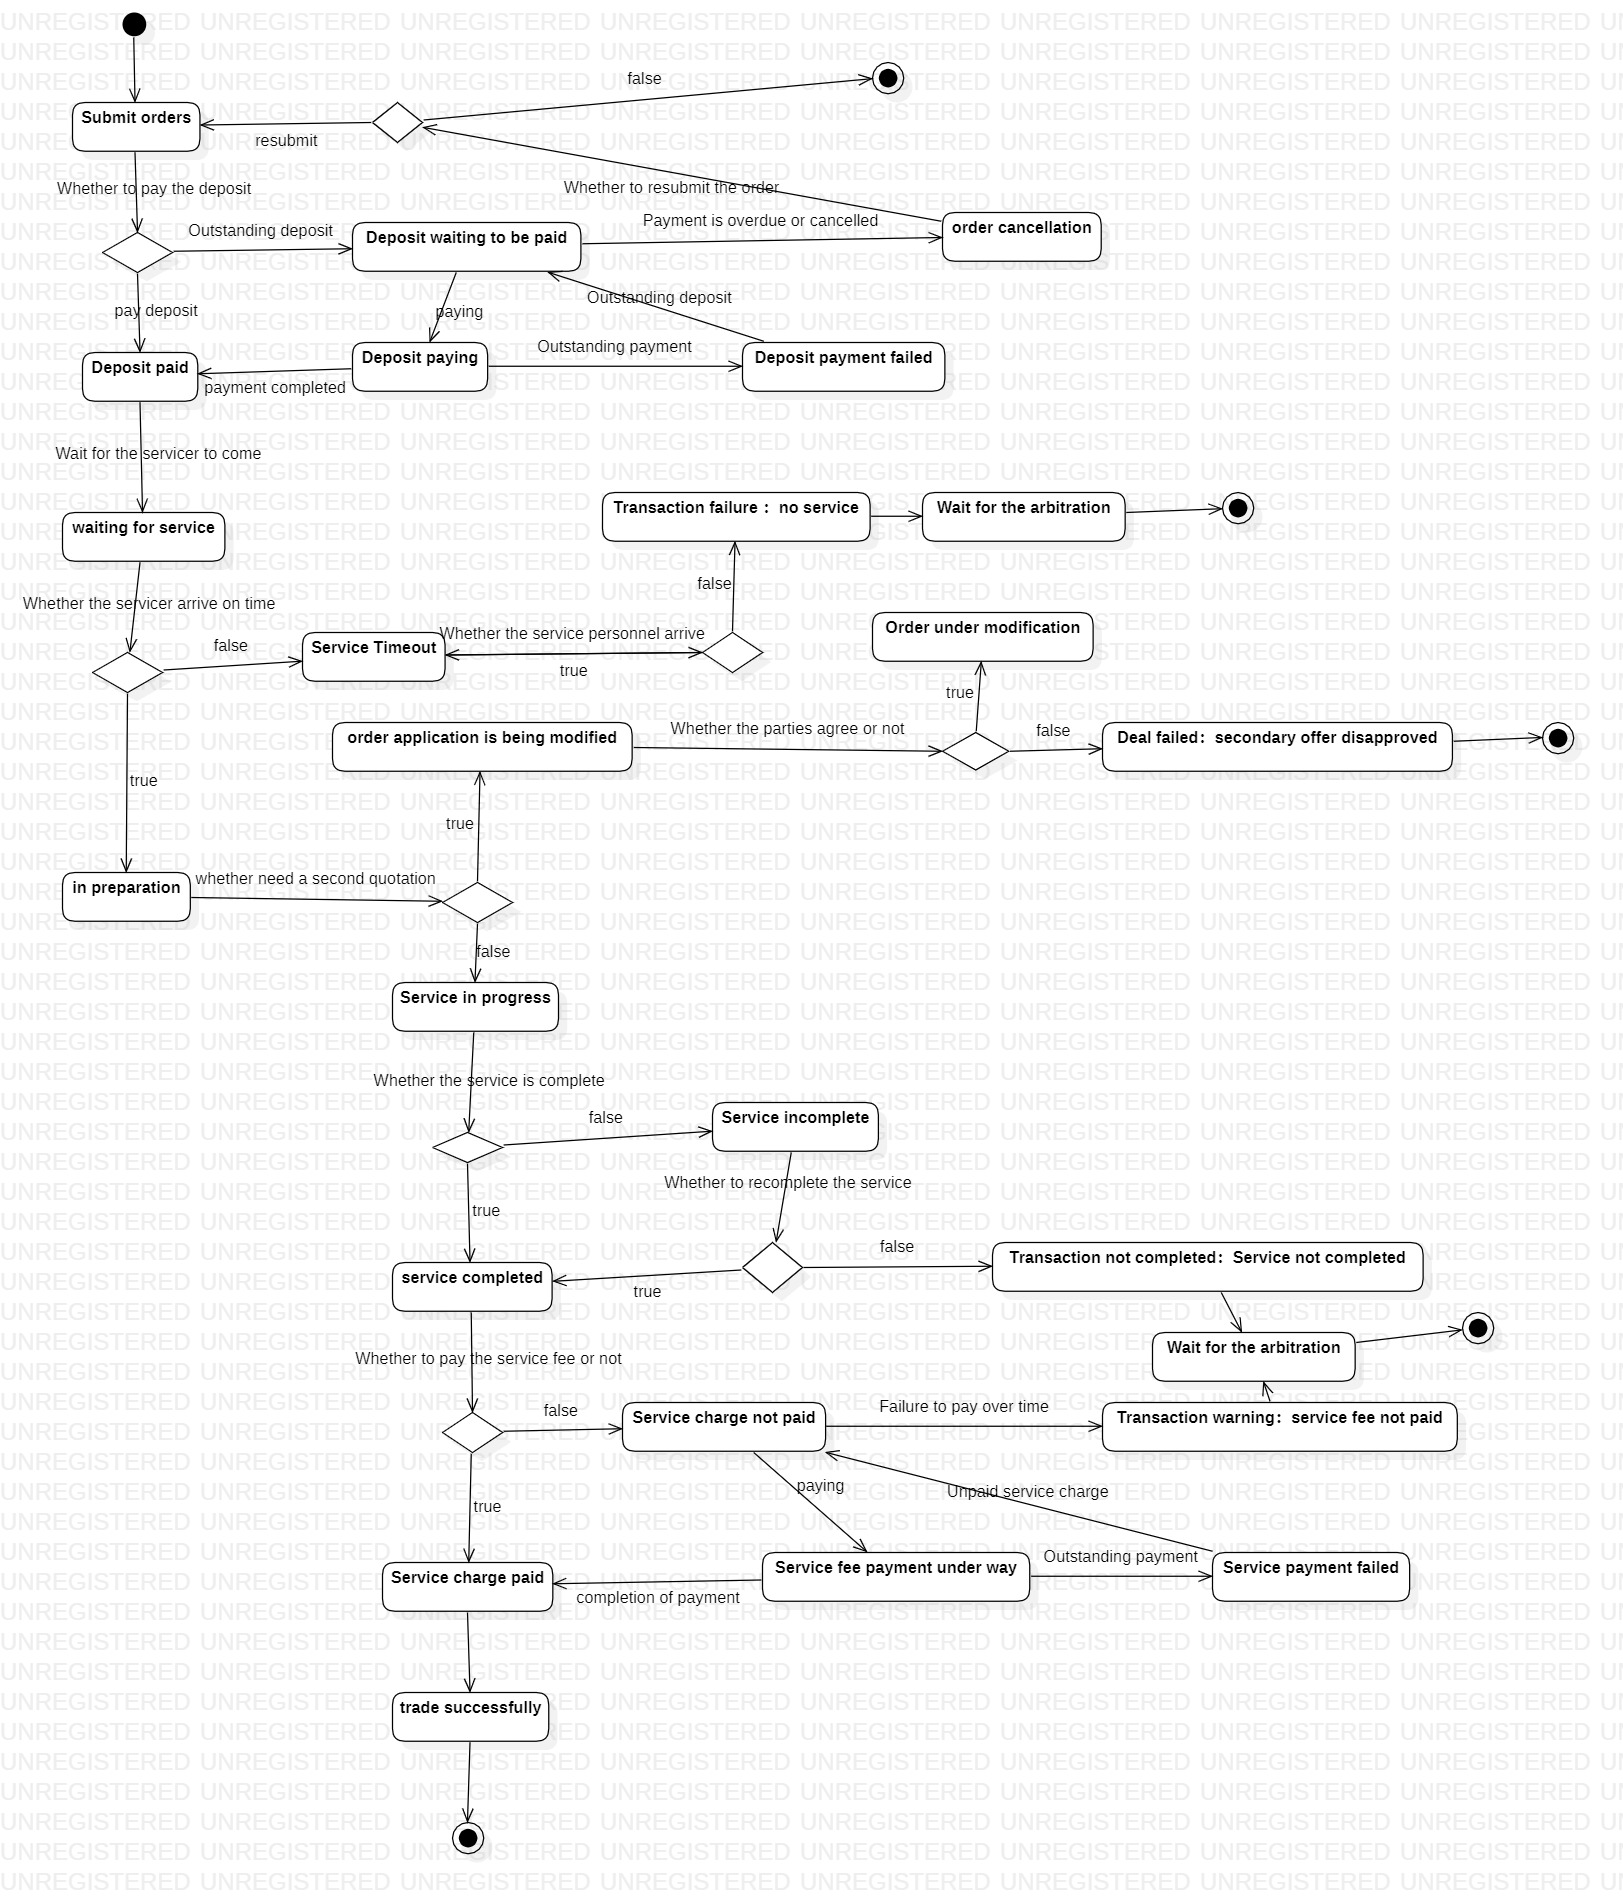 false
Submit orders
resubmit
Whether to pay the deposit
Whether to resubmit the order
Outstanding deposit
Deposit waiting to be paid
Payment is overdue or cancelled
order cancellation
pay deposit
paying
Outstanding deposit
Deposit paid
payment completed
Deposit paying
Outstanding payment
Deposit payment failed
Wait for the servicer to come
waiting for service
Transaction failure： no service
Wait for the arbitration
false
Whether the servicer arrive on time
false
Service Timeout
Whether the service personnel arrive
true
Order under modification
true
order application is being modified
Whether the parties agree or not
false
Deal failed：secondary offer disapproved
true
true
in preparation
whether need a second quotation
false
Service in progress
Whether the service is complete
false
Service incomplete
Whether to recomplete the service
true
service completed
true
false
Transaction not completed：Service not completed
Wait for the arbitration
Whether to pay the service fee or not
false
Service charge not paid
Failure to pay over time
Transaction warning：service fee not paid
paying
Unpaid service charge
true
Service charge paid
completion of payment
Service fee payment under way
Outstanding payment
Service payment failed
trade successfully
UNREGISTERED